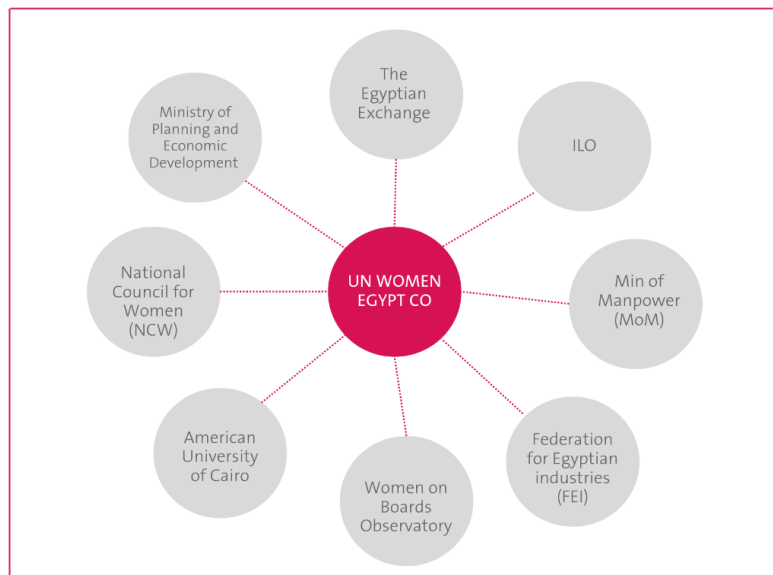 The
Egyptian
Exchange
Ministry of
Planning and
Economic
Development
ILO
National
Council for
Women
(NCW)
UN WOMEN
EGYPT CO
Min of
Manpower
(MoM)
American
University
of Cairo
Women on
Boards
Observatory
Federation
for Egyptian
industries
(FEI)